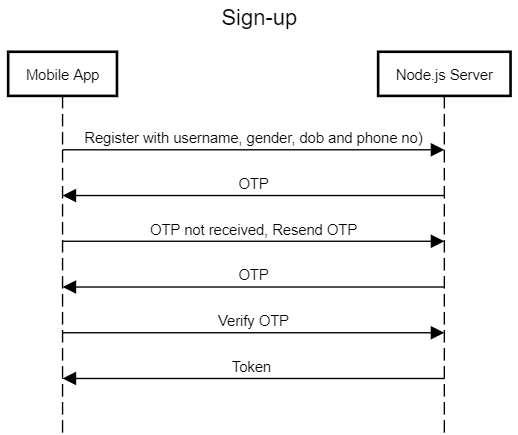 Sign-up
Mobile App
Node.js Server
Register with username, gender, dob and phone no)
OTP
OTP not received, Resend OTP
OTP
Verify OTP
Token